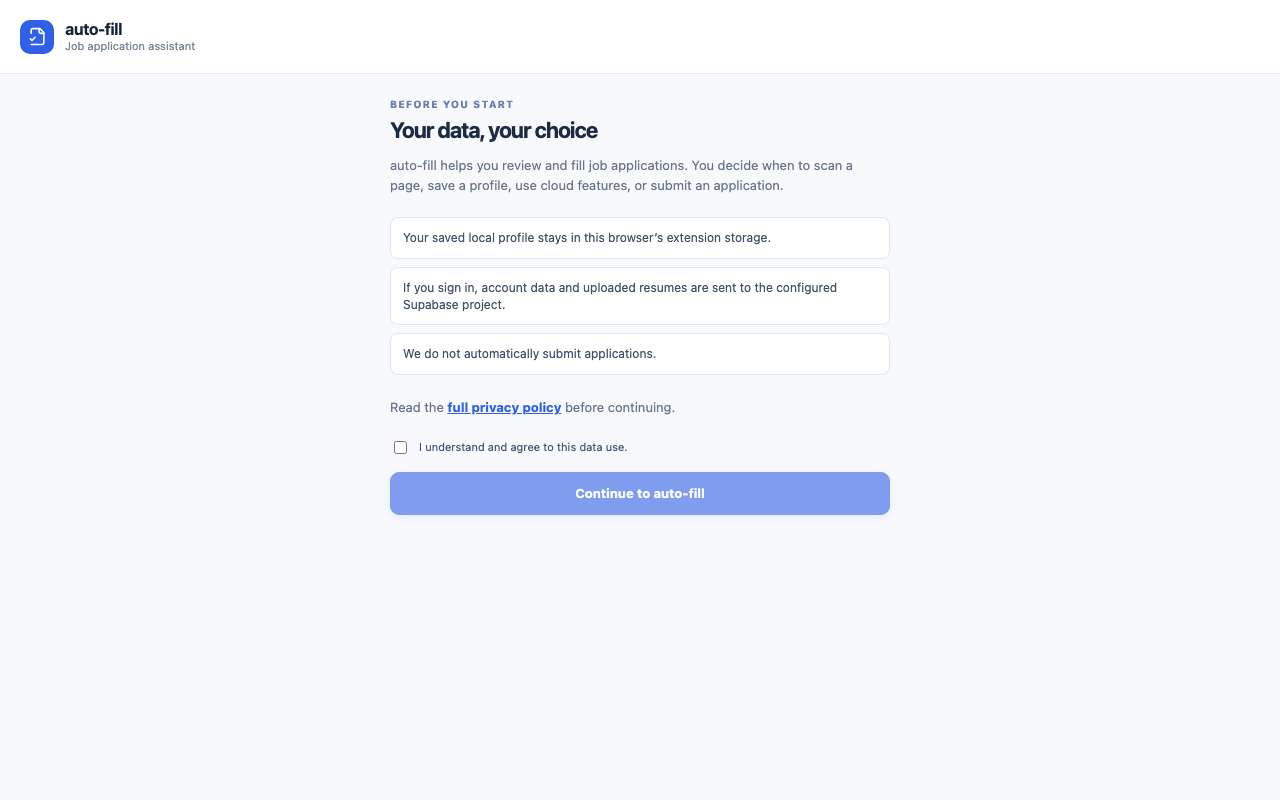 auto-fill
Job application assistant
BEFORE YOU START
Your data, your choice
auto-fill helps you review and fill job applications. You decide when to scan a
page, save a profile, use cloud features, or submit an application.
Your saved local profile stays in this browser's extension storage.
If you sign in, account data and uploaded resumes are sent to the configured
Supabase project.
We do not automatically submit applications.
Read the full privacy policy before continuing.
I understand and agree to this data use.
Continue to auto-fill